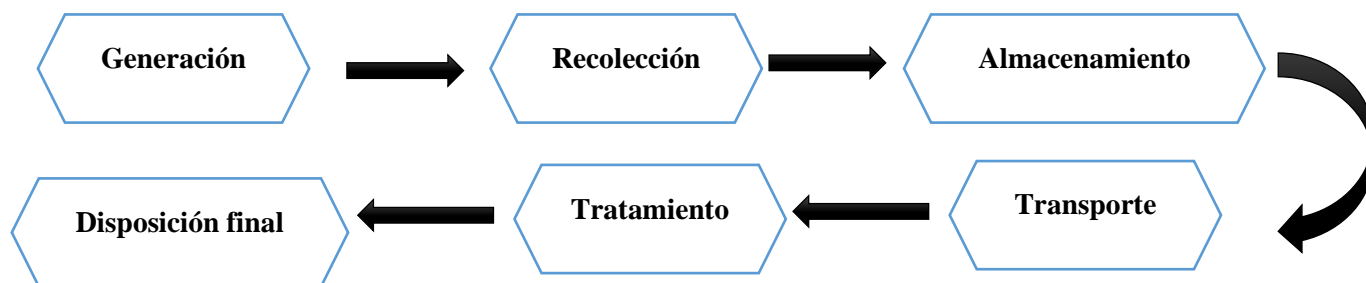 Generación
Recolección
Almacenamiento
Transporte
Tratamiento
Disposición final